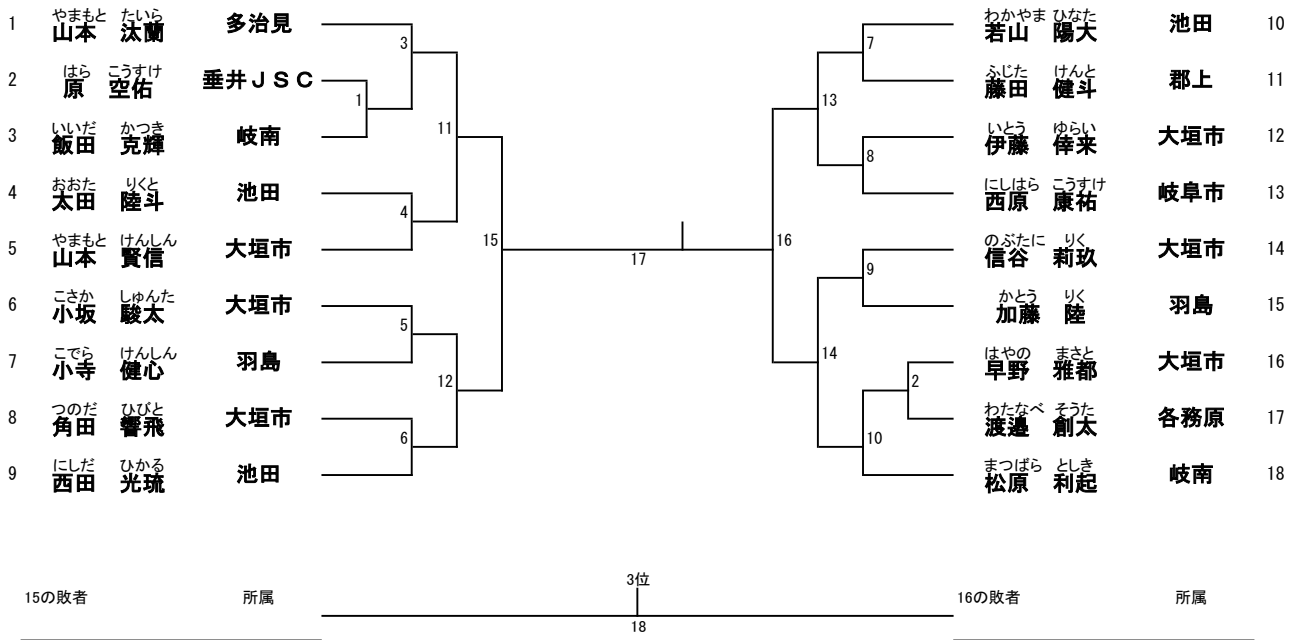 1 やまもと たいら 山本 汰蘭 多治見
2 はら こうすけ 原 空佑 垂井ＪＳＣ
3 いいだ かつき 飯田 克輝 岐南
4 おおた りくと 太田 陸斗 池田
5 やまもと けんしん 山本 賢信 大垣市
6 こさか しゅんた 小坂 駿太 大垣市
7 こでら けんしん 小寺 健心 羽島
8 つのだ ひびと 角田 響飛 大垣市
9 にしだ ひかる 西田 光琉 池田
3
1
11
4
15
5
12
6
17
7
13
8
16
9
14
2
10
わかやま ひなた 若山 陽大 池田 10
ふじた けんと 藤田 健斗 郡上 11
いとう ゆらい 伊藤 倖来 大垣市 12
にしはら こうすけ 西原 康祐 岐阜市 13
のぶたに りく 信谷 莉玖 大垣市 14
かとう りく 加藤 陸 羽島 15
はやの まさと 早野 雅都 大垣市 16
わたなべ そうた 渡邉 創太 各務原 17
まつばら としき 松原 利起 岐南 18
3位
15の敗者 所属
16の敗者 所属
18